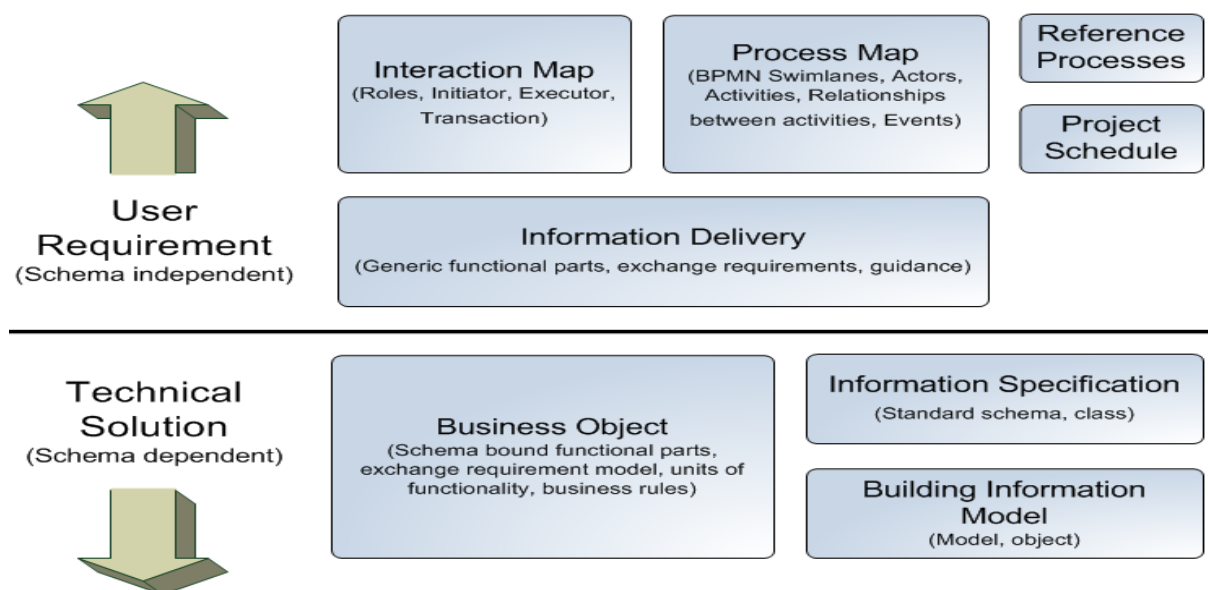 Interaction Map
(Roles, Initiator, Executor,
Transaction)
Process Map
(BPMN Swimlanes, Actors,
Activities, Relationships
between activities, Events)
Reference
Processes
Project
Schedule
User
Requirement
(Schema independent)
Information Delivery
(Generic functional parts, exchange requirements, guidance)
Technical
Solution
(Schema dependent)
Business Object
(Schema bound functional parts,
exchange requirement model, units of
functionality, business rules)
Information Specification
(Standard schema, class)
Building Information
Model
(Model, object)